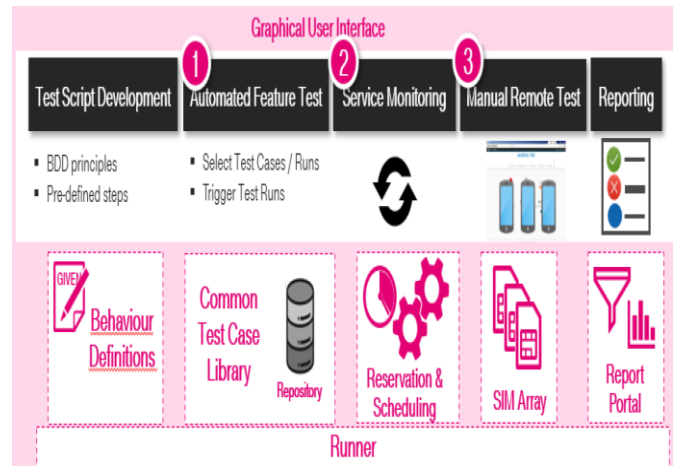 Graphical User Interface
1
2
3
Test Script Development
Automated Feature Test
Service Monitoring
Manual Remote Test
Reporting
▪ BDD principles
▪ Pre-defined steps
▪ Select Test Cases / Runs
▪ Trigger Test Runs
GIVEN
Behaviour
Definitions
Common
Test Case
Library
Repository
Reservation &
Scheduling
SIM Array
Report
Portal
Runner